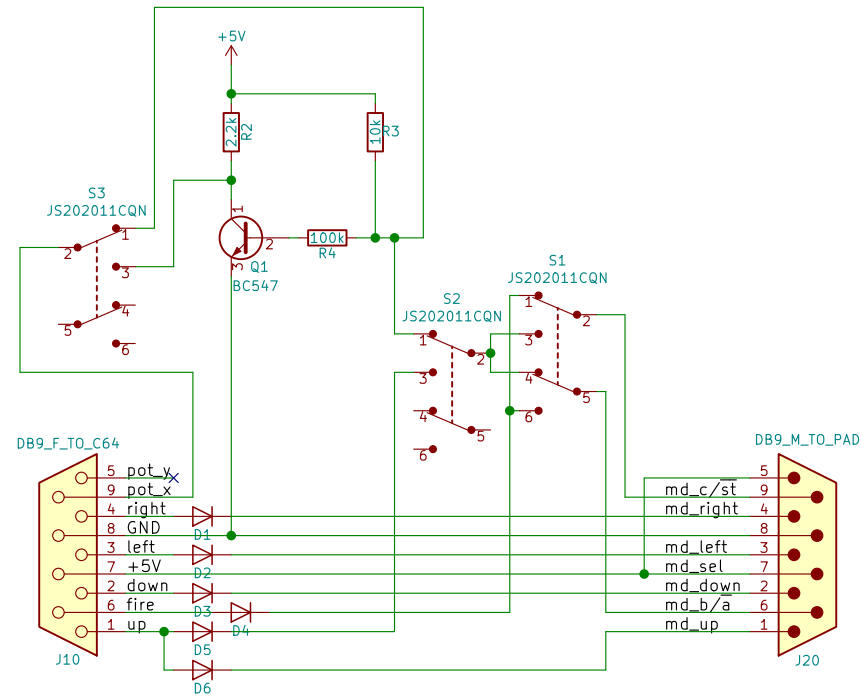 +5V
2.2k
R2
10k
R3
S3
JS202011CQN
1
2
3
4
5
6
1
2
3
Q1
BC547
100k
R4
S1
JS202011CQN
1
2
3
4
5
6
S2
JS202011CQN
1
2
3
4
5
6
DB9_F_TO_C64
5 pot_y
9 pot_x
4 right
8 GND
3 left
7 +5V
2 down
6 fire
1 up
J10
D1
D2
D3
D4
D5
D6
DB9_M_TO_PAD
5
md_c/s̅t̅ 9
md_right 4
8
md_left 3
md_sel 7
md_down 2
md_b/a̅ 6
md_up 1
J20